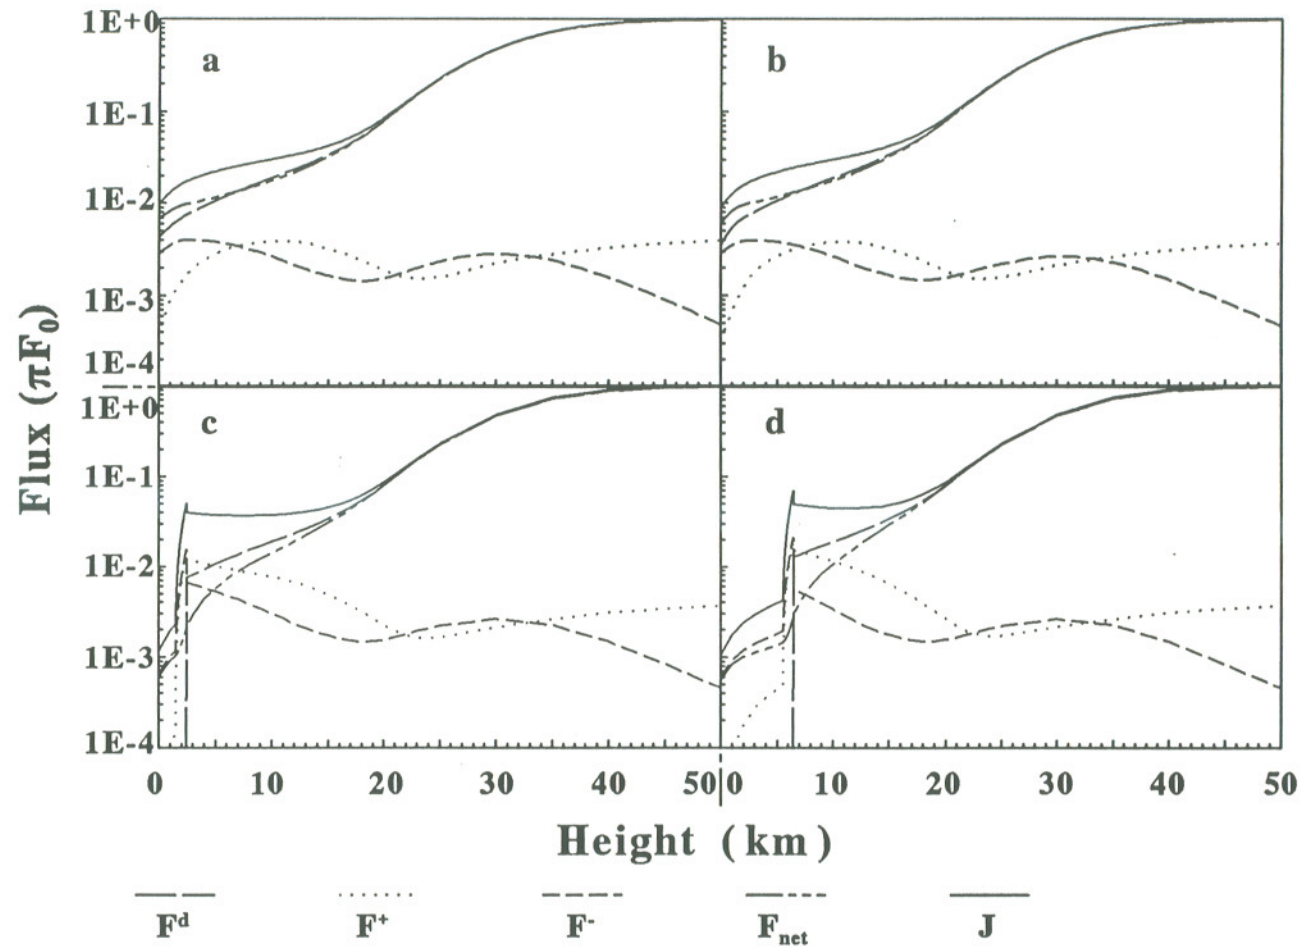 1E+0
a
b
1E-1
1E-2
1E-3
1E-4
1E+0
c
d
1E-1
1E-2
1E-3
1E-4
Flux (πF₀)
0 10 20 30 40 50 0 10 20 30 40 50
Height (km)
Fᵈ F⁺ F⁻ Fₙₑₜ J